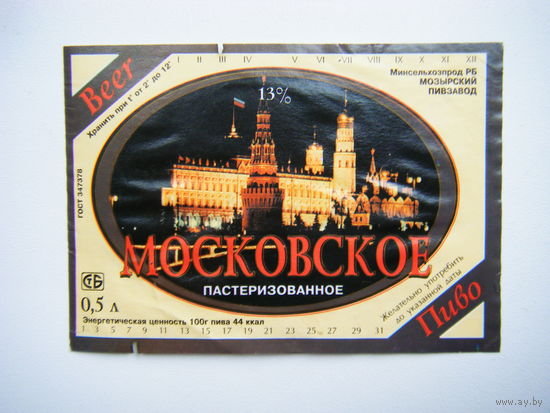 Beer
Хранить при t° от 2° до 12°
I II III IV V VI VII VIII IX X XI XII
Минсельхозпрод РБ
МОЗЫРСКИЙ
ПИВЗАВОД
13%
ГОСТ 347378
МОСКОВСКОЕ
ПАСТЕРИЗОВАННОЕ
СТБ
0,5 л
Энергетическая ценность 100г пива 44 ккал
1 3 5 7 9 11 13 15 17 19 21 23 25 27 29 31
Желательно употребить
до указанной даты
Пиво
www.ay.by